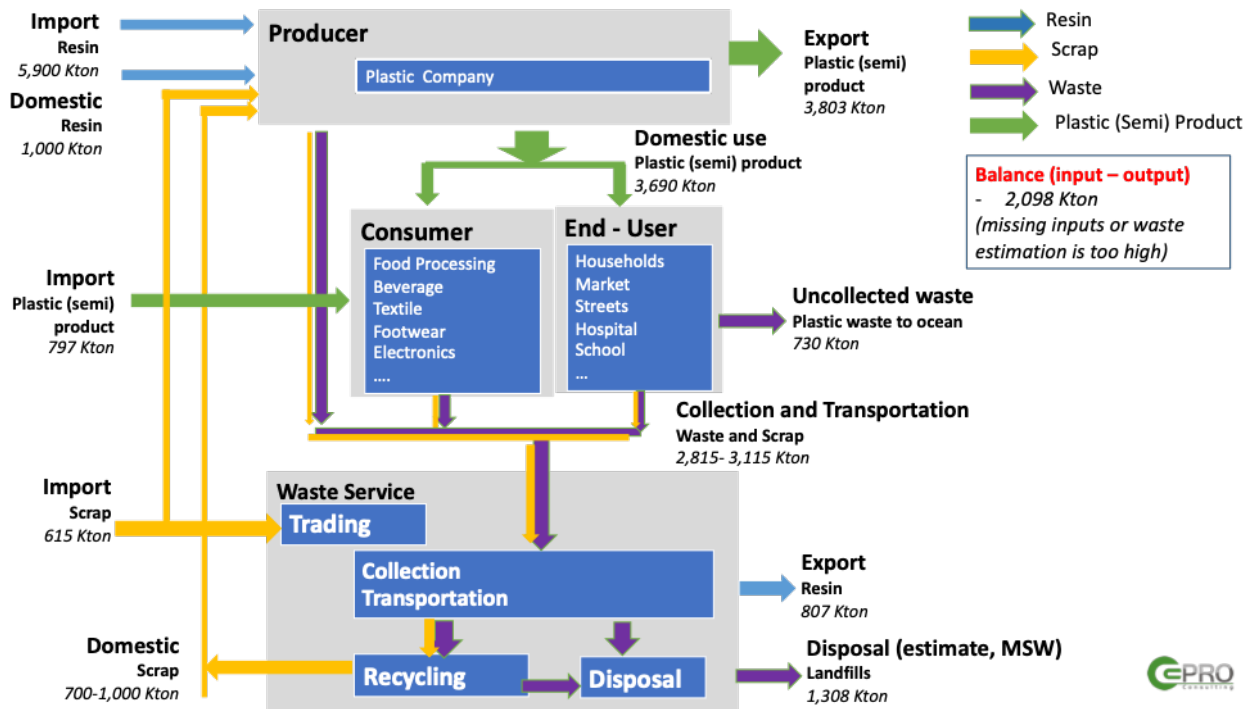 Import
Resin
5,900 Kton
Domestic
Resin
1,000 Kton
Producer
Plastic Company
Export
Plastic (semi)
product
3,803 Kton
Resin
Scrap
Waste
Plastic (Semi) Product
Balance (input – output)
- 2,098 Kton
(missing inputs or waste
estimation is too high)
Domestic use
Plastic (semi) product
3,690 Kton
Import
Plastic (semi)
product
797 Kton
Consumer
Food Processing
Beverage
Textile
Footwear
Electronics
....
End - User
Households
Market
Streets
Hospital
School
...
Uncollected waste
Plastic waste to ocean
730 Kton
Collection and Transportation
Waste and Scrap
2,815- 3,115 Kton
Import
Scrap
615 Kton
Waste Service
Trading
Collection
Transportation
Recycling
Disposal
Export
Resin
807 Kton
Domestic
Scrap
700-1,000 Kton
Disposal (estimate, MSW)
Landfills
1,308 Kton
EPRO
Consulting